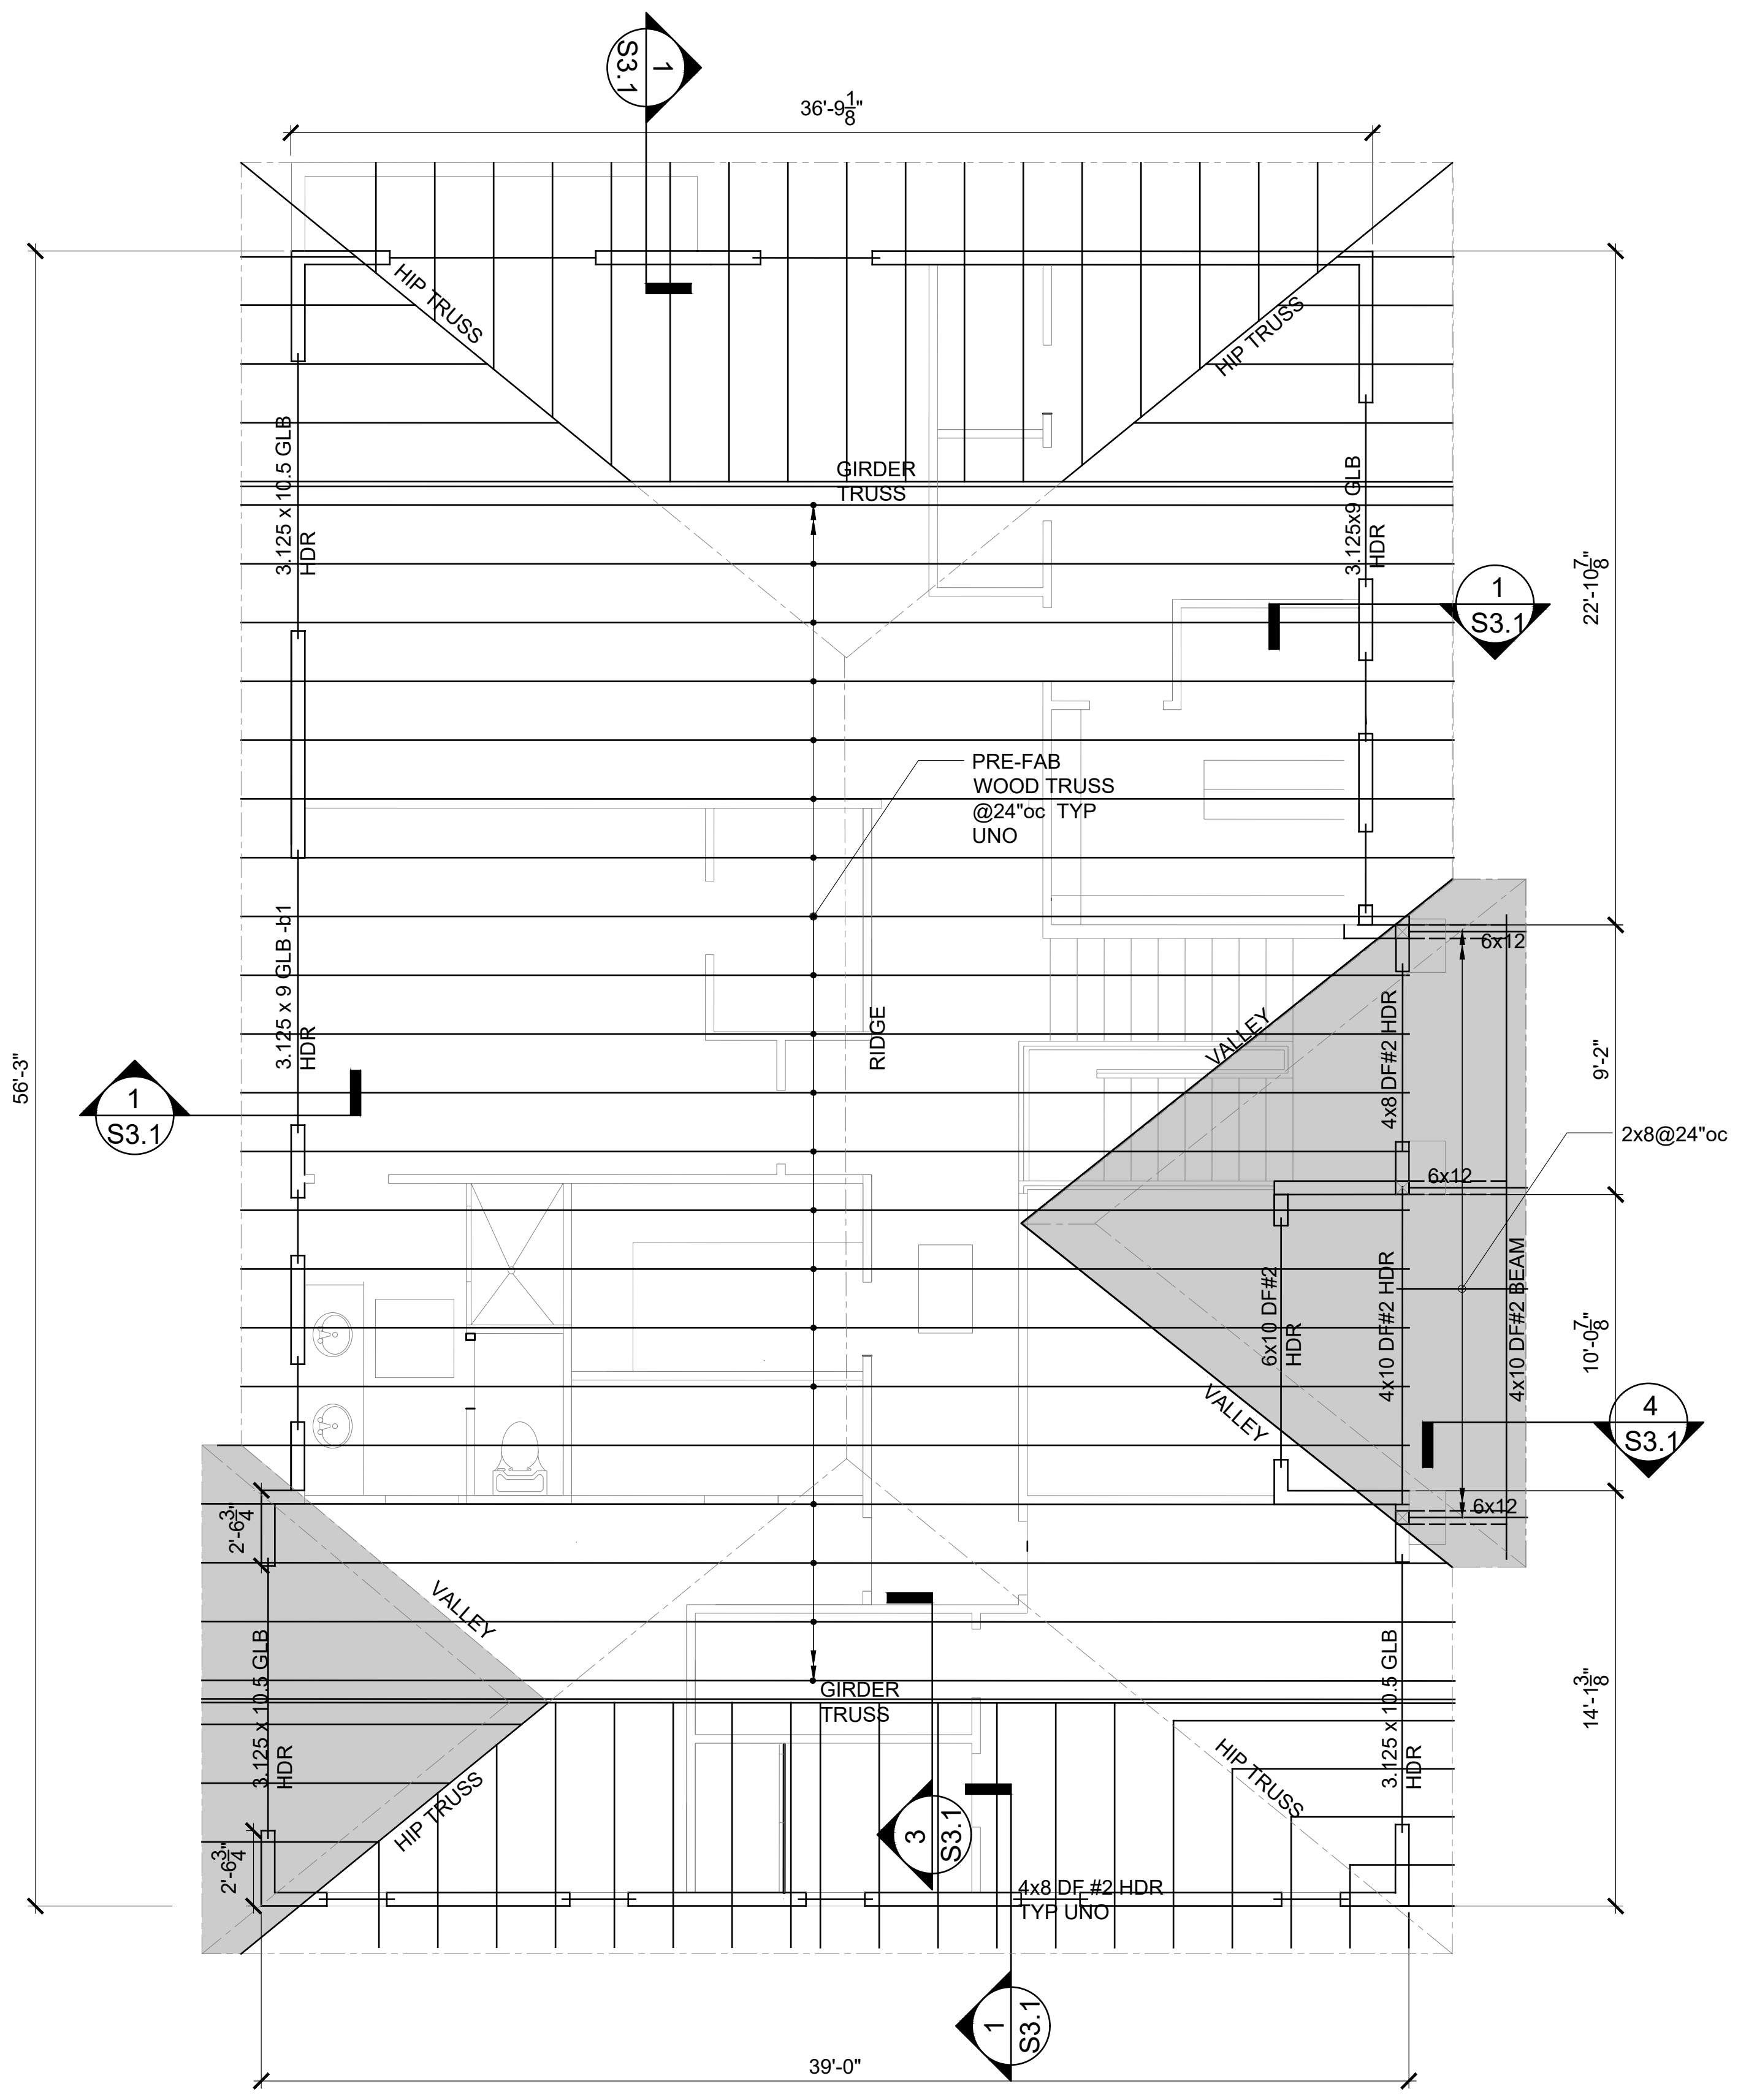 1
S3.1
36'-9 1/8"
HIP TRUSS
HIP TRUSS
3.125 x 10.5 GLB
HDR
GIRDER
TRUSS
3.125x9 GLB
HDR
22'-10 7/8"
1
S3.1
PRE-FAB
WOOD TRUSS
@24"oc TYP
UNO
3.125 x 9 GLB -b1
HDR
RIDGE
6x12
VALLEY
4x8 DF#2 HDR
9'-2"
56'-3"
1
S3.1
2x8@24"oc
6x12
6x10 DF#2
HDR
4x10 DF#2 HDR
4x10 DF#2 BEAM
10'-0 7/8"
VALLEY
4
S3.1
6x12
2'-6 3/4"
VALLEY
3.125 x 10.5 GLB
HDR
GIRDER
TRUSS
3.125 x 10.5 GLB
HDR
14'-1 3/8"
HIP TRUSS
HIP TRUSS
2'-6 3/4"
3
S3.1
4x8 DF #2 HDR
TYP UNO
1
S3.1
39'-0"